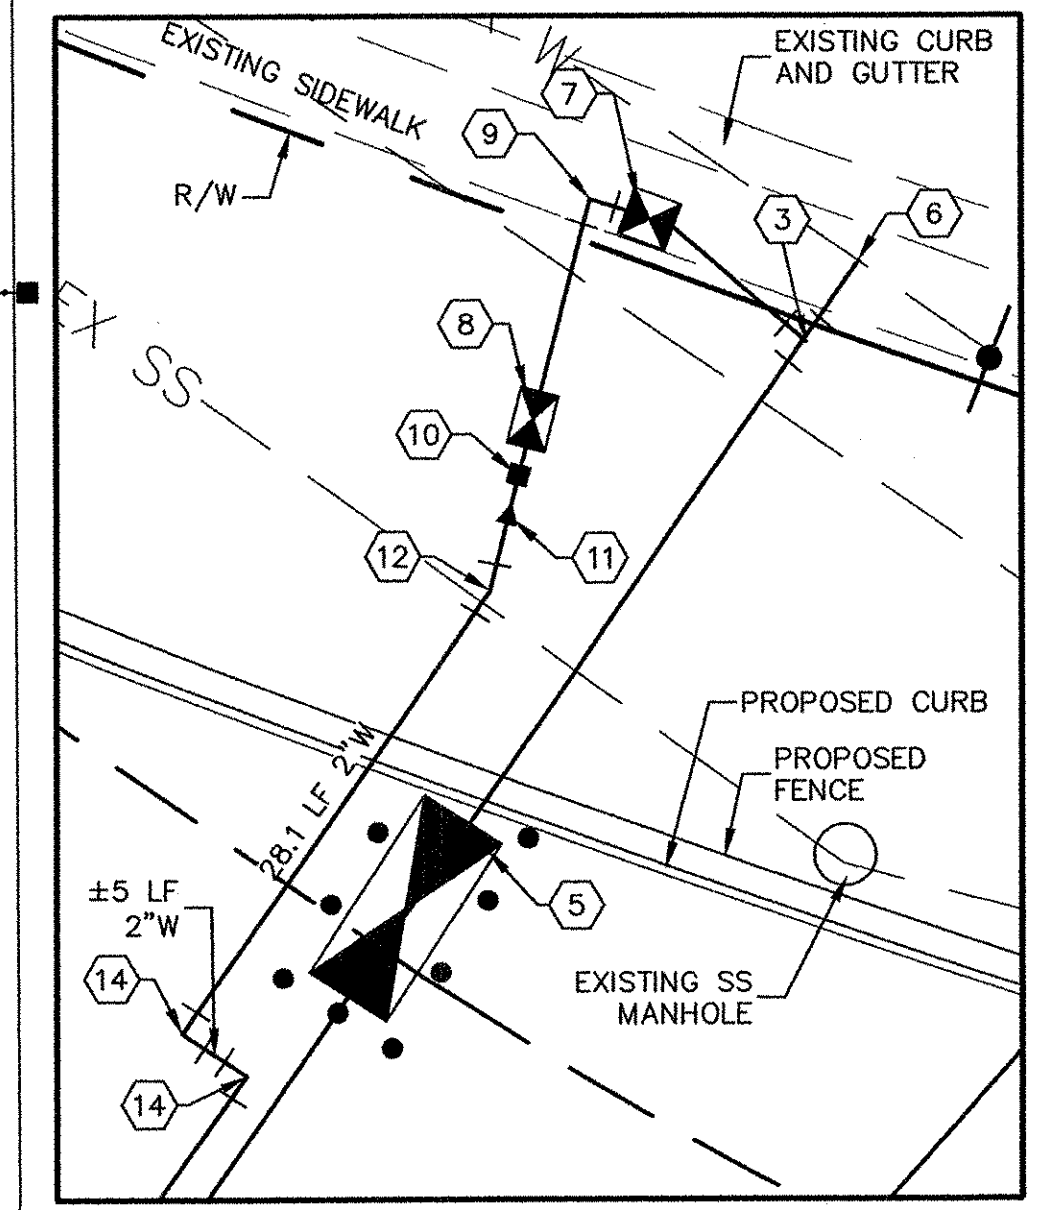 EXISTING CURB
AND GUTTER
EXISTING SIDEWALK
W
7
9
R/W
3
6
EX SS
8
10
12
11
PROPOSED CURB
PROPOSED
FENCE
28.1 LF 2"W
5
±5 LF
2"W
14
EXISTING SS
MANHOLE
14